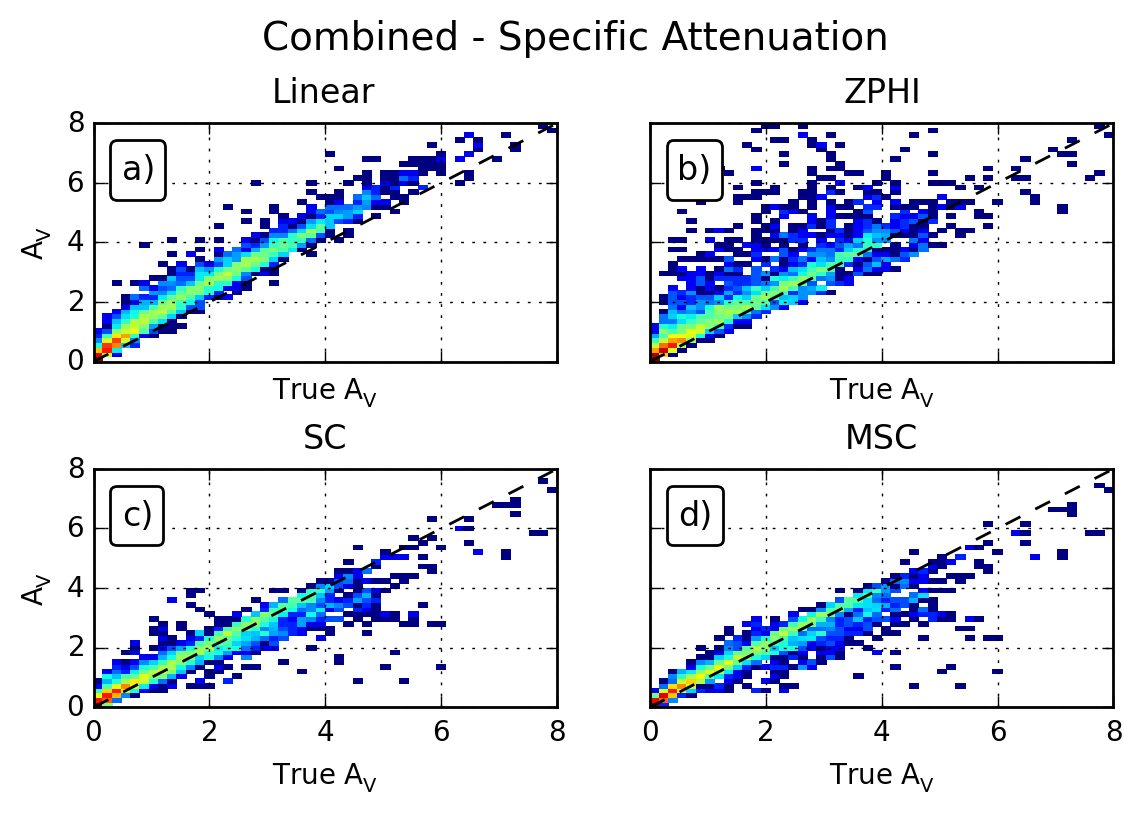 Combined - Specific Attenuation
Linear
ZPHI
8
6
4
2
0
A_V
a)
b)
True A_V
True A_V
SC
MSC
8
6
4
2
0
A_V
c)
d)
0 2 4 6 8
0 2 4 6 8
True A_V
True A_V